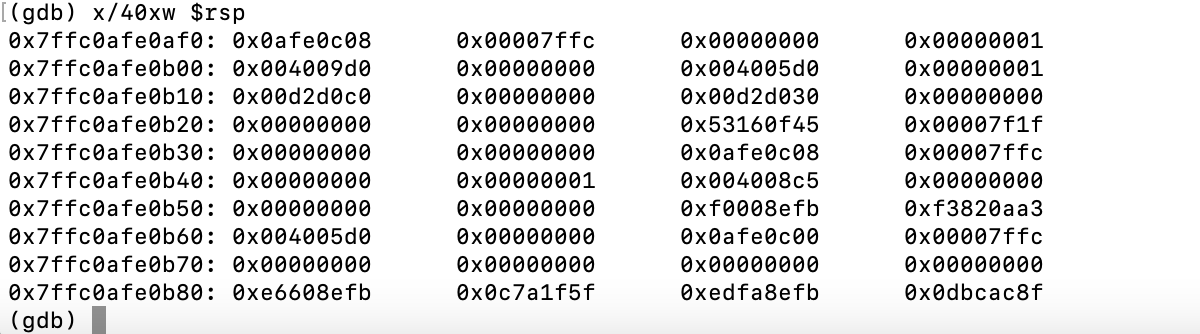 (gdb) x/40xw $rsp
0x7ffc0afe0af0: 0x0afe0c08 0x00007ffc 0x00000000 0x00000001
0x7ffc0afe0b00: 0x004009d0 0x00000000 0x004005d0 0x00000001
0x7ffc0afe0b10: 0x00d2d0c0 0x00000000 0x00d2d030 0x00000000
0x7ffc0afe0b20: 0x00000000 0x00000000 0x53160f45 0x00007f1f
0x7ffc0afe0b30: 0x00000000 0x00000000 0x0afe0c08 0x00007ffc
0x7ffc0afe0b40: 0x00000000 0x00000001 0x004008c5 0x00000000
0x7ffc0afe0b50: 0x00000000 0x00000000 0xf0008efb 0xf3820aa3
0x7ffc0afe0b60: 0x004005d0 0x00000000 0x0afe0c00 0x00007ffc
0x7ffc0afe0b70: 0x00000000 0x00000000 0x00000000 0x00000000
0x7ffc0afe0b80: 0xe6608efb 0x0c7a1f5f 0xedfa8efb 0x0dbcac8f
(gdb)